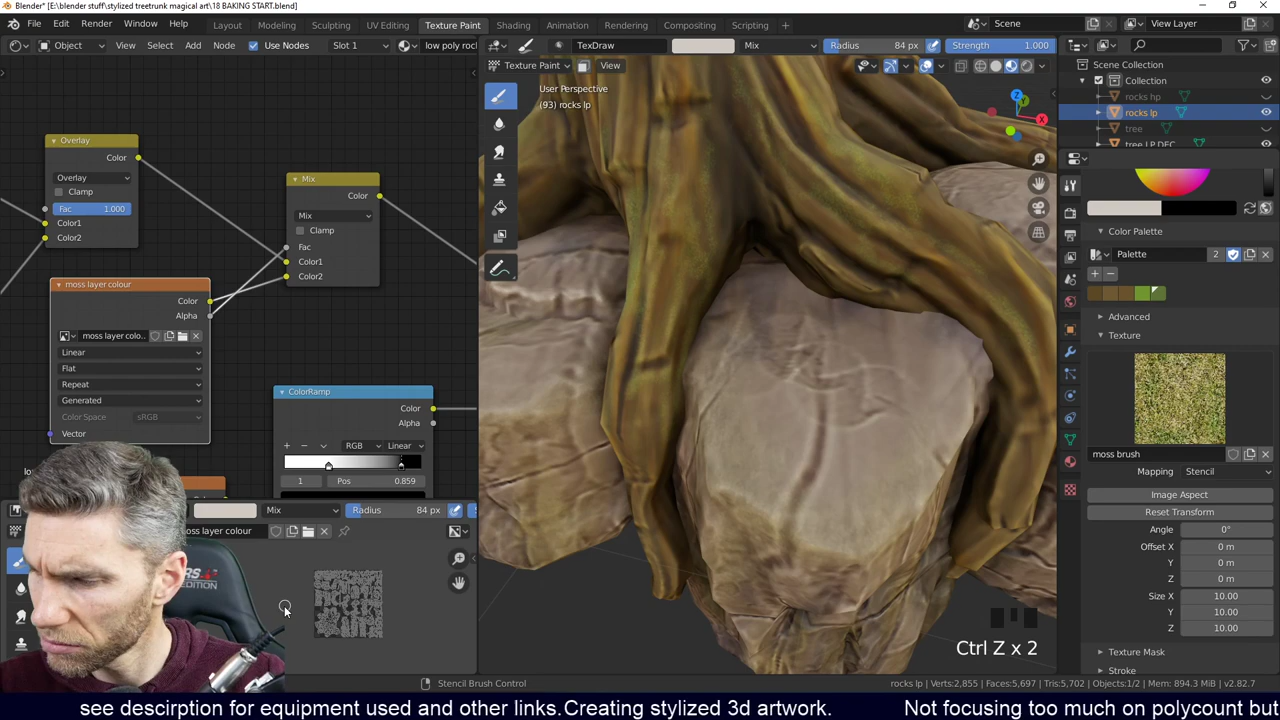 Blender* [E:\blender stuff\stylized treetrunk magical art\18 BAKING START.blend]
File Edit Render Window Help Layout Modeling Sculpting UV Editing Texture Paint Shading Animation Rendering Compositing Scripting Scene View Layer
Object View Select Add Node Use Nodes Slot 1 low poly roc
TexDraw Mix Radius 84 px Strength 1.000
Texture Paint View
User Perspective
(93) rocks lp
Scene Collection
Collection
rocks hp
rocks lp
tree
tree LP DEC
Overlay
Color
Overlay
Clamp
Fac 1.000
Color1
Color2
Mix
Color
Mix
Clamp
Fac
Color1
Color2
moss layer colour
Color
Alpha
moss layer colo..
Linear
Flat
Repeat
Generated
Color Space sRGB
Vector
ColorRamp
Color
Alpha
RGB Linear
1 Pos 0.859
Mix Radius 84 px
layer colour
Color Palette
Palette 2
Advanced
Texture
moss brush
Mapping Stencil
Image Aspect
Reset Transform
Angle 0°
Offset X 0 m
Y 0 m
Z 0 m
Size X 10.00
Y 10.00
Z 10.00
Texture Mask
Stroke
Ctrl Z x 2
Stencil Brush Control
rocks lp | Verts:2,855 | Faces:5,697 | Tris:5,702 | Objects:1/2 | Mem: 894.3 MiB | v2.82.7
see descirption for equipment used and other links.Creating stylized 3d artwork. Not focusing too much on polycount but